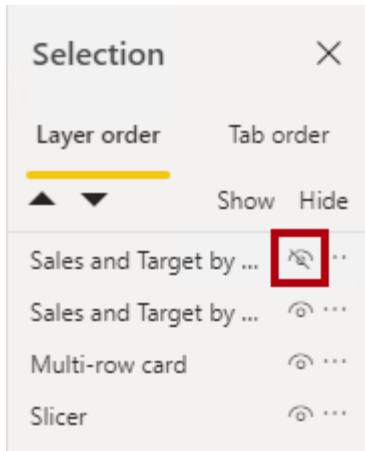 Selection
Layer order Tab order
Show Hide
Sales and Target by ...
Sales and Target by ...
Multi-row card
Slicer